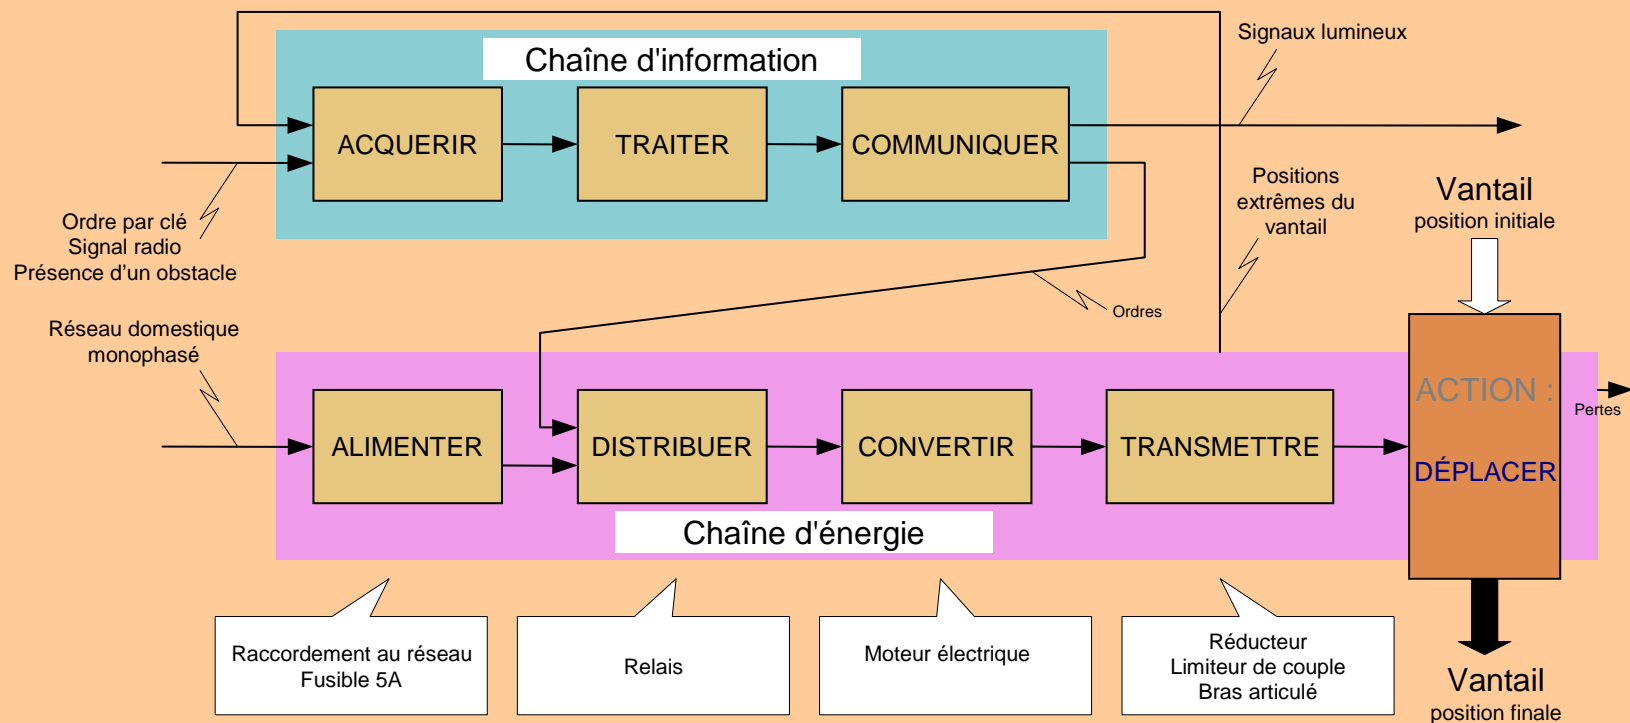 Signaux lumineux
Chaîne d'information
ACQUERIR
TRAITER
COMMUNIQUER
Ordre par clé
Signal radio
Présence d'un obstacle
Positions
extrêmes du
vantail
Vantail
position initiale
Ordres
Réseau domestique
monophasé
ALIMENTER
DISTRIBUER
CONVERTIR
TRANSMETTRE
ACTION :
DÉPLACER
Pertes
Chaîne d'énergie
Raccordement au réseau
Fusible 5A
Relais
Moteur électrique
Réducteur
Limiteur de couple
Bras articulé
Vantail
position finale